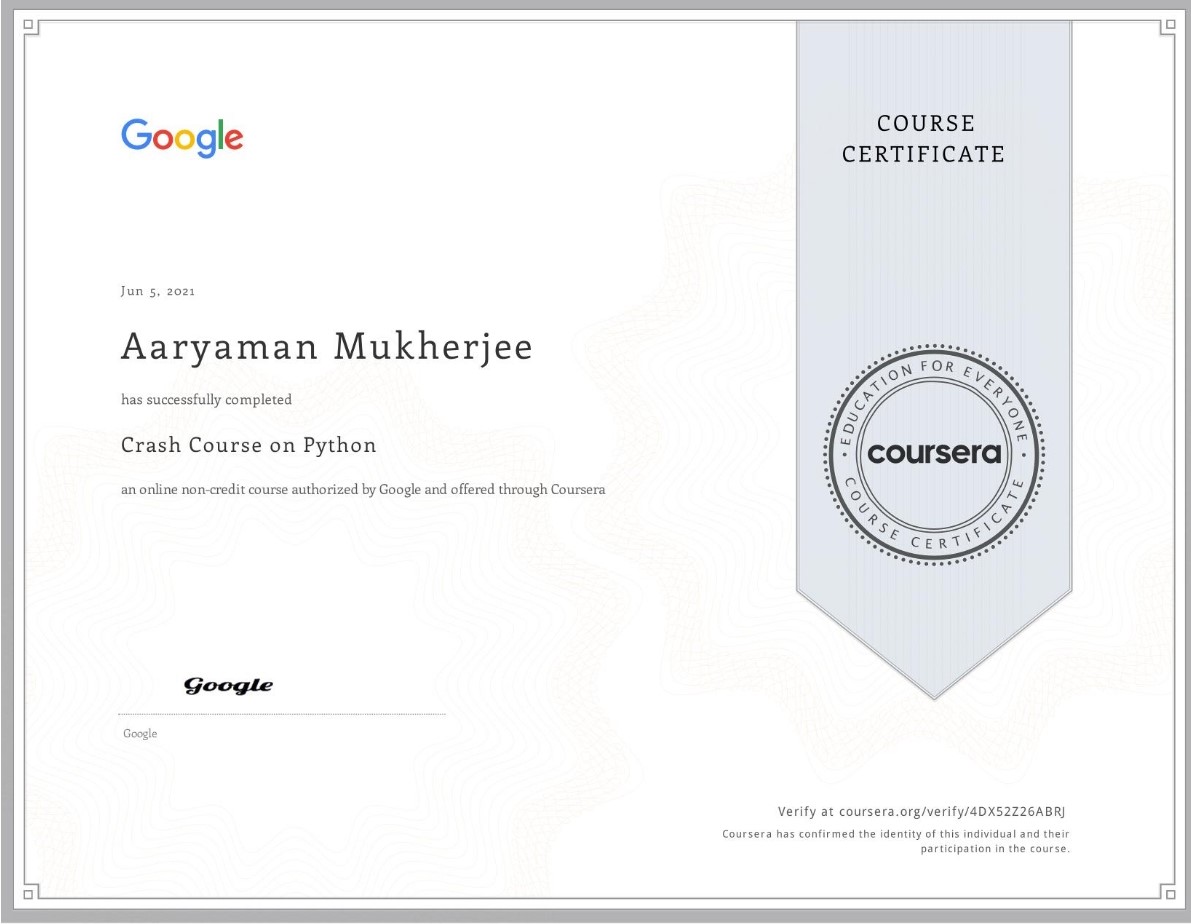 Google
COURSE
CERTIFICATE
Jun 5, 2021
Aaryaman Mukherjee
has successfully completed
Crash Course on Python
an online non-credit course authorized by Google and offered through Coursera
EDUCATION FOR EVERYONE
coursera
COURSE CERTIFICATE
Google
Google
Verify at coursera.org/verify/4DX52Z26ABRJ
Coursera has confirmed the identity of this individual and their
participation in the course.